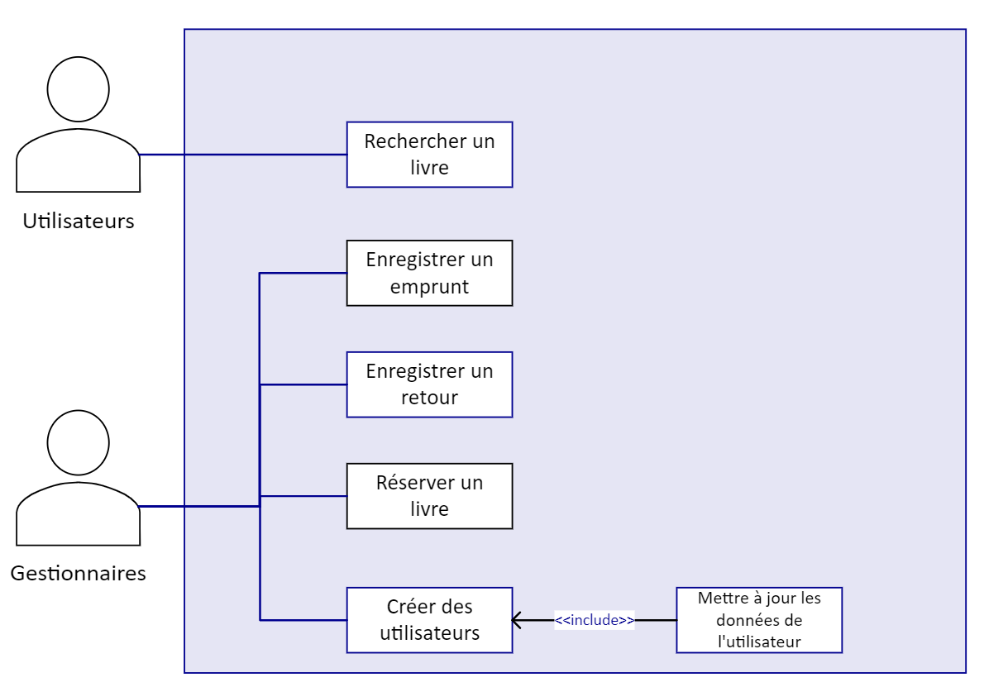 Rechercher un
livre
Utilisateurs
Enregistrer un
emprunt
Enregistrer un
retour
Réserver un
livre
Gestionnaires
Créer des
utilisateurs
<<include>>
Mettre à jour les
données de
l'utilisateur